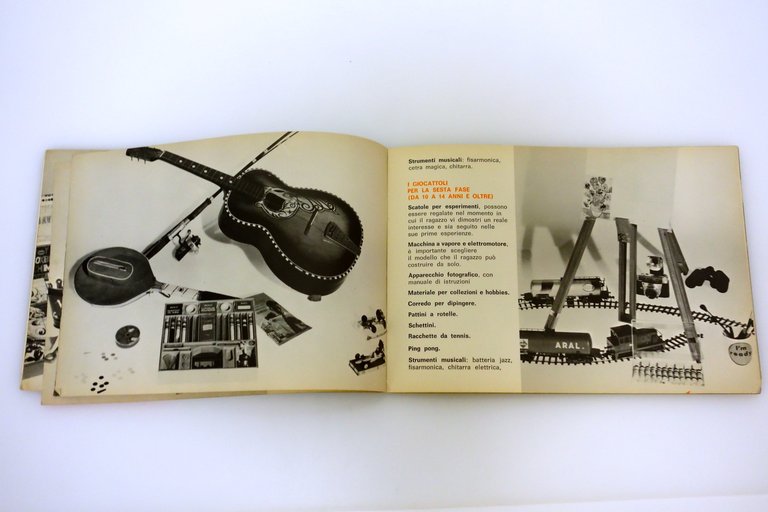 Strumenti musicali: fisarmonica,
cetra magica, chitarra.
I GIOCATTOLI
PER LA SESTA FASE
(DA 10 A 14 ANNI E OLTRE)
Scatole per esperimenti, possono
essere regalate nel momento in
cui il ragazzo vi dimostri un reale
interesse e sia seguito nelle
sue prime esperienze.
Macchina a vapore e elettromotore,
è importante scegliere
il modello che il ragazzo può
costruire da solo.
Apparecchio fotografico, con
manuale di istruzioni
Materiale per collezioni e hobbies.
Corredo per dipingere.
Pattini a rotelle.
Schettini.
Racchette da tennis.
Ping pong.
Strumenti musicali: batteria jazz,
fisarmonica, chitarra elettrica,
ARAL
I'm
ready